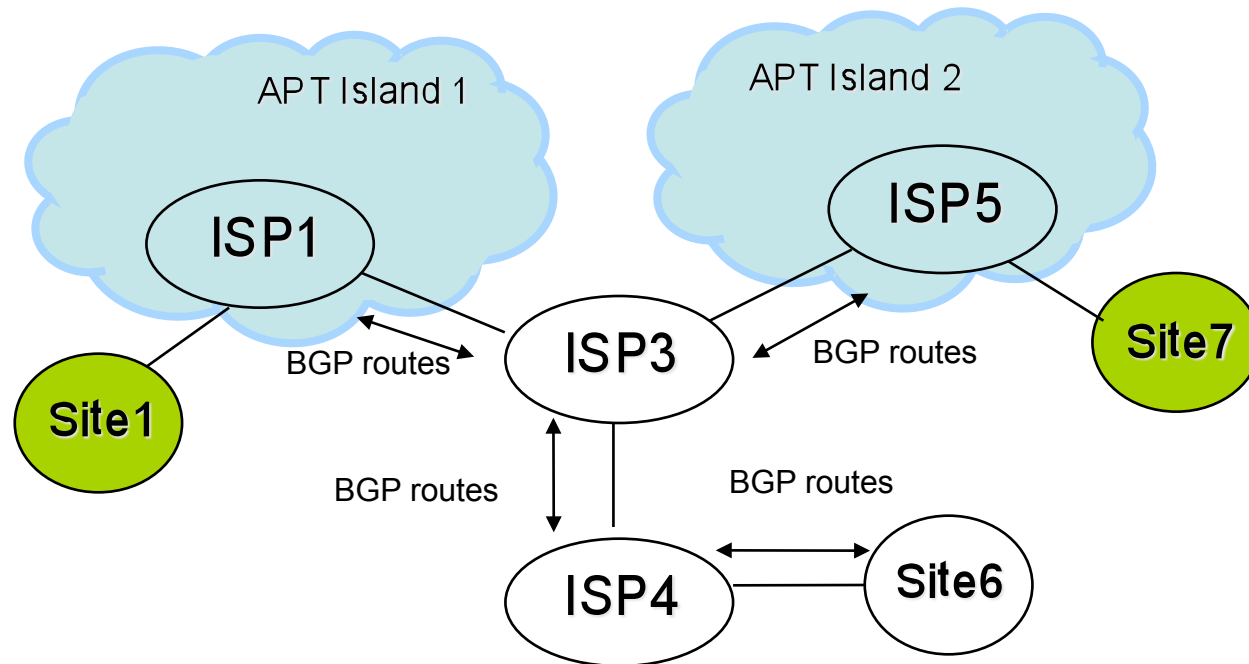 APT Island 1
APT Island 2
ISP1
ISP5
BGP routes
ISP3
BGP routes
Site7
Site1
BGP routes
BGP routes
ISP4
Site6